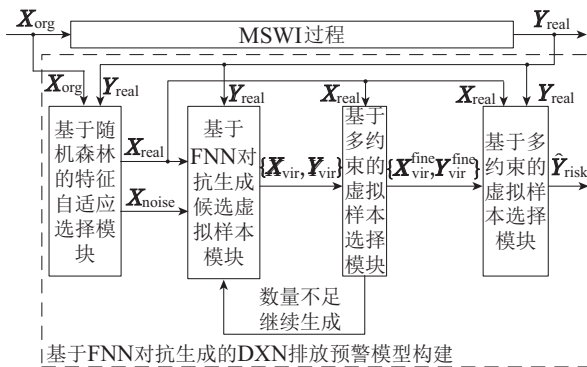 X_org
MSWI过程
Y_real
X_org
Y_real
Y_real
X_real
X_real
Y_real
基于随
机森林
的特征
自适应
选择模
块
X_real
X_noise
基于
FNN对
抗生成
候选虚
拟样本
模块
{X_vir, Y_vir}
基于多
约束的
虚拟样
本选择
模块
{X_vir^fine, Y_vir^fine}
基于多
约束的
虚拟样
本选择
模块
Ŷ_risk
数量不足
继续生成
基于FNN对抗生成的DXN排放预警模型构建